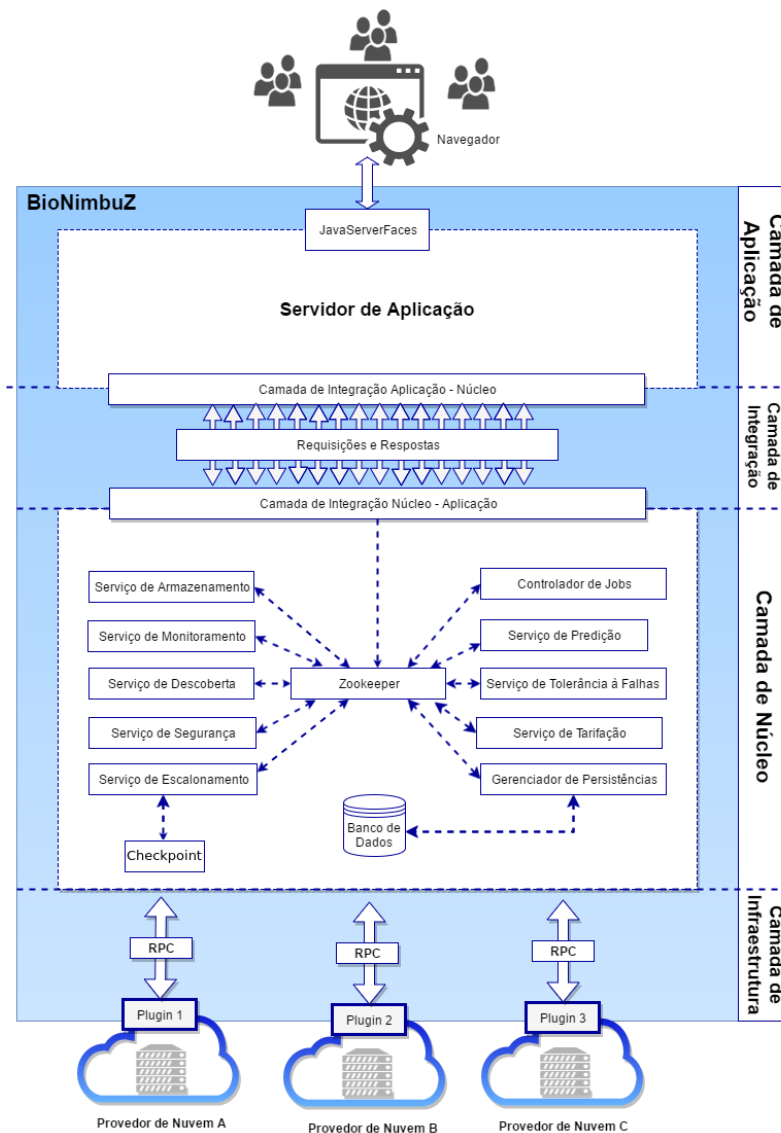 Navegador
BioNimbuZ
JavaServerFaces
Servidor de Aplicação
Camada de
Aplicação
Camada de Integração Aplicação - Núcleo
Requisições e Respostas
Camada de
Integração
Camada de Integração Núcleo - Aplicação
Serviço de Armazenamento
Controlador de Jobs
Serviço de Monitoramento
Serviço de Predição
Serviço de Descoberta
Zookeeper
Serviço de Tolerância à Falhas
Serviço de Segurança
Serviço de Tarifação
Serviço de Escalonamento
Gerenciador de Persistências
Camada de Núcleo
Banco de
Dados
Checkpoint
RPC
RPC
RPC
Camada de
Infraestrutura
Plugin 1
Plugin 2
Plugin 3
Provedor de Nuvem A
Provedor de Nuvem B
Provedor de Nuvem C